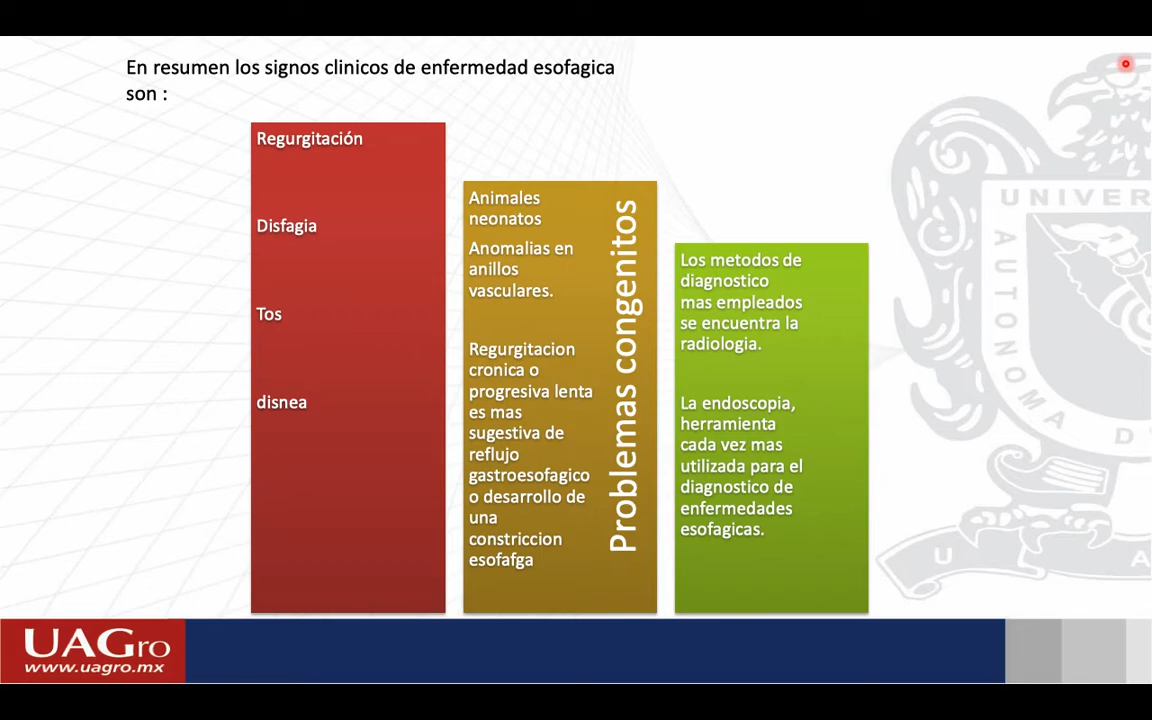 En resumen los signos clinicos de enfermedad esofagica
son :
Regurgitación
Disfagia
Tos
disnea
Animales
neonatos
Anomalias en
anillos
vasculares.
Regurgitacion
cronica o
progresiva lenta
es mas
sugestiva de
reflujo
gastroesofagico
o desarrollo de
una
constriccion
esofafga
Problemas congenitos
Los metodos de
diagnostico
mas empleados
se encuentra la
radiologia.
La endoscopia,
herramienta
cada vez mas
utilizada para el
diagnostico de
enfermedades
esofagicas.
UNIVER
AUTONOMA D
U A
UAGro
www.uagro.mx